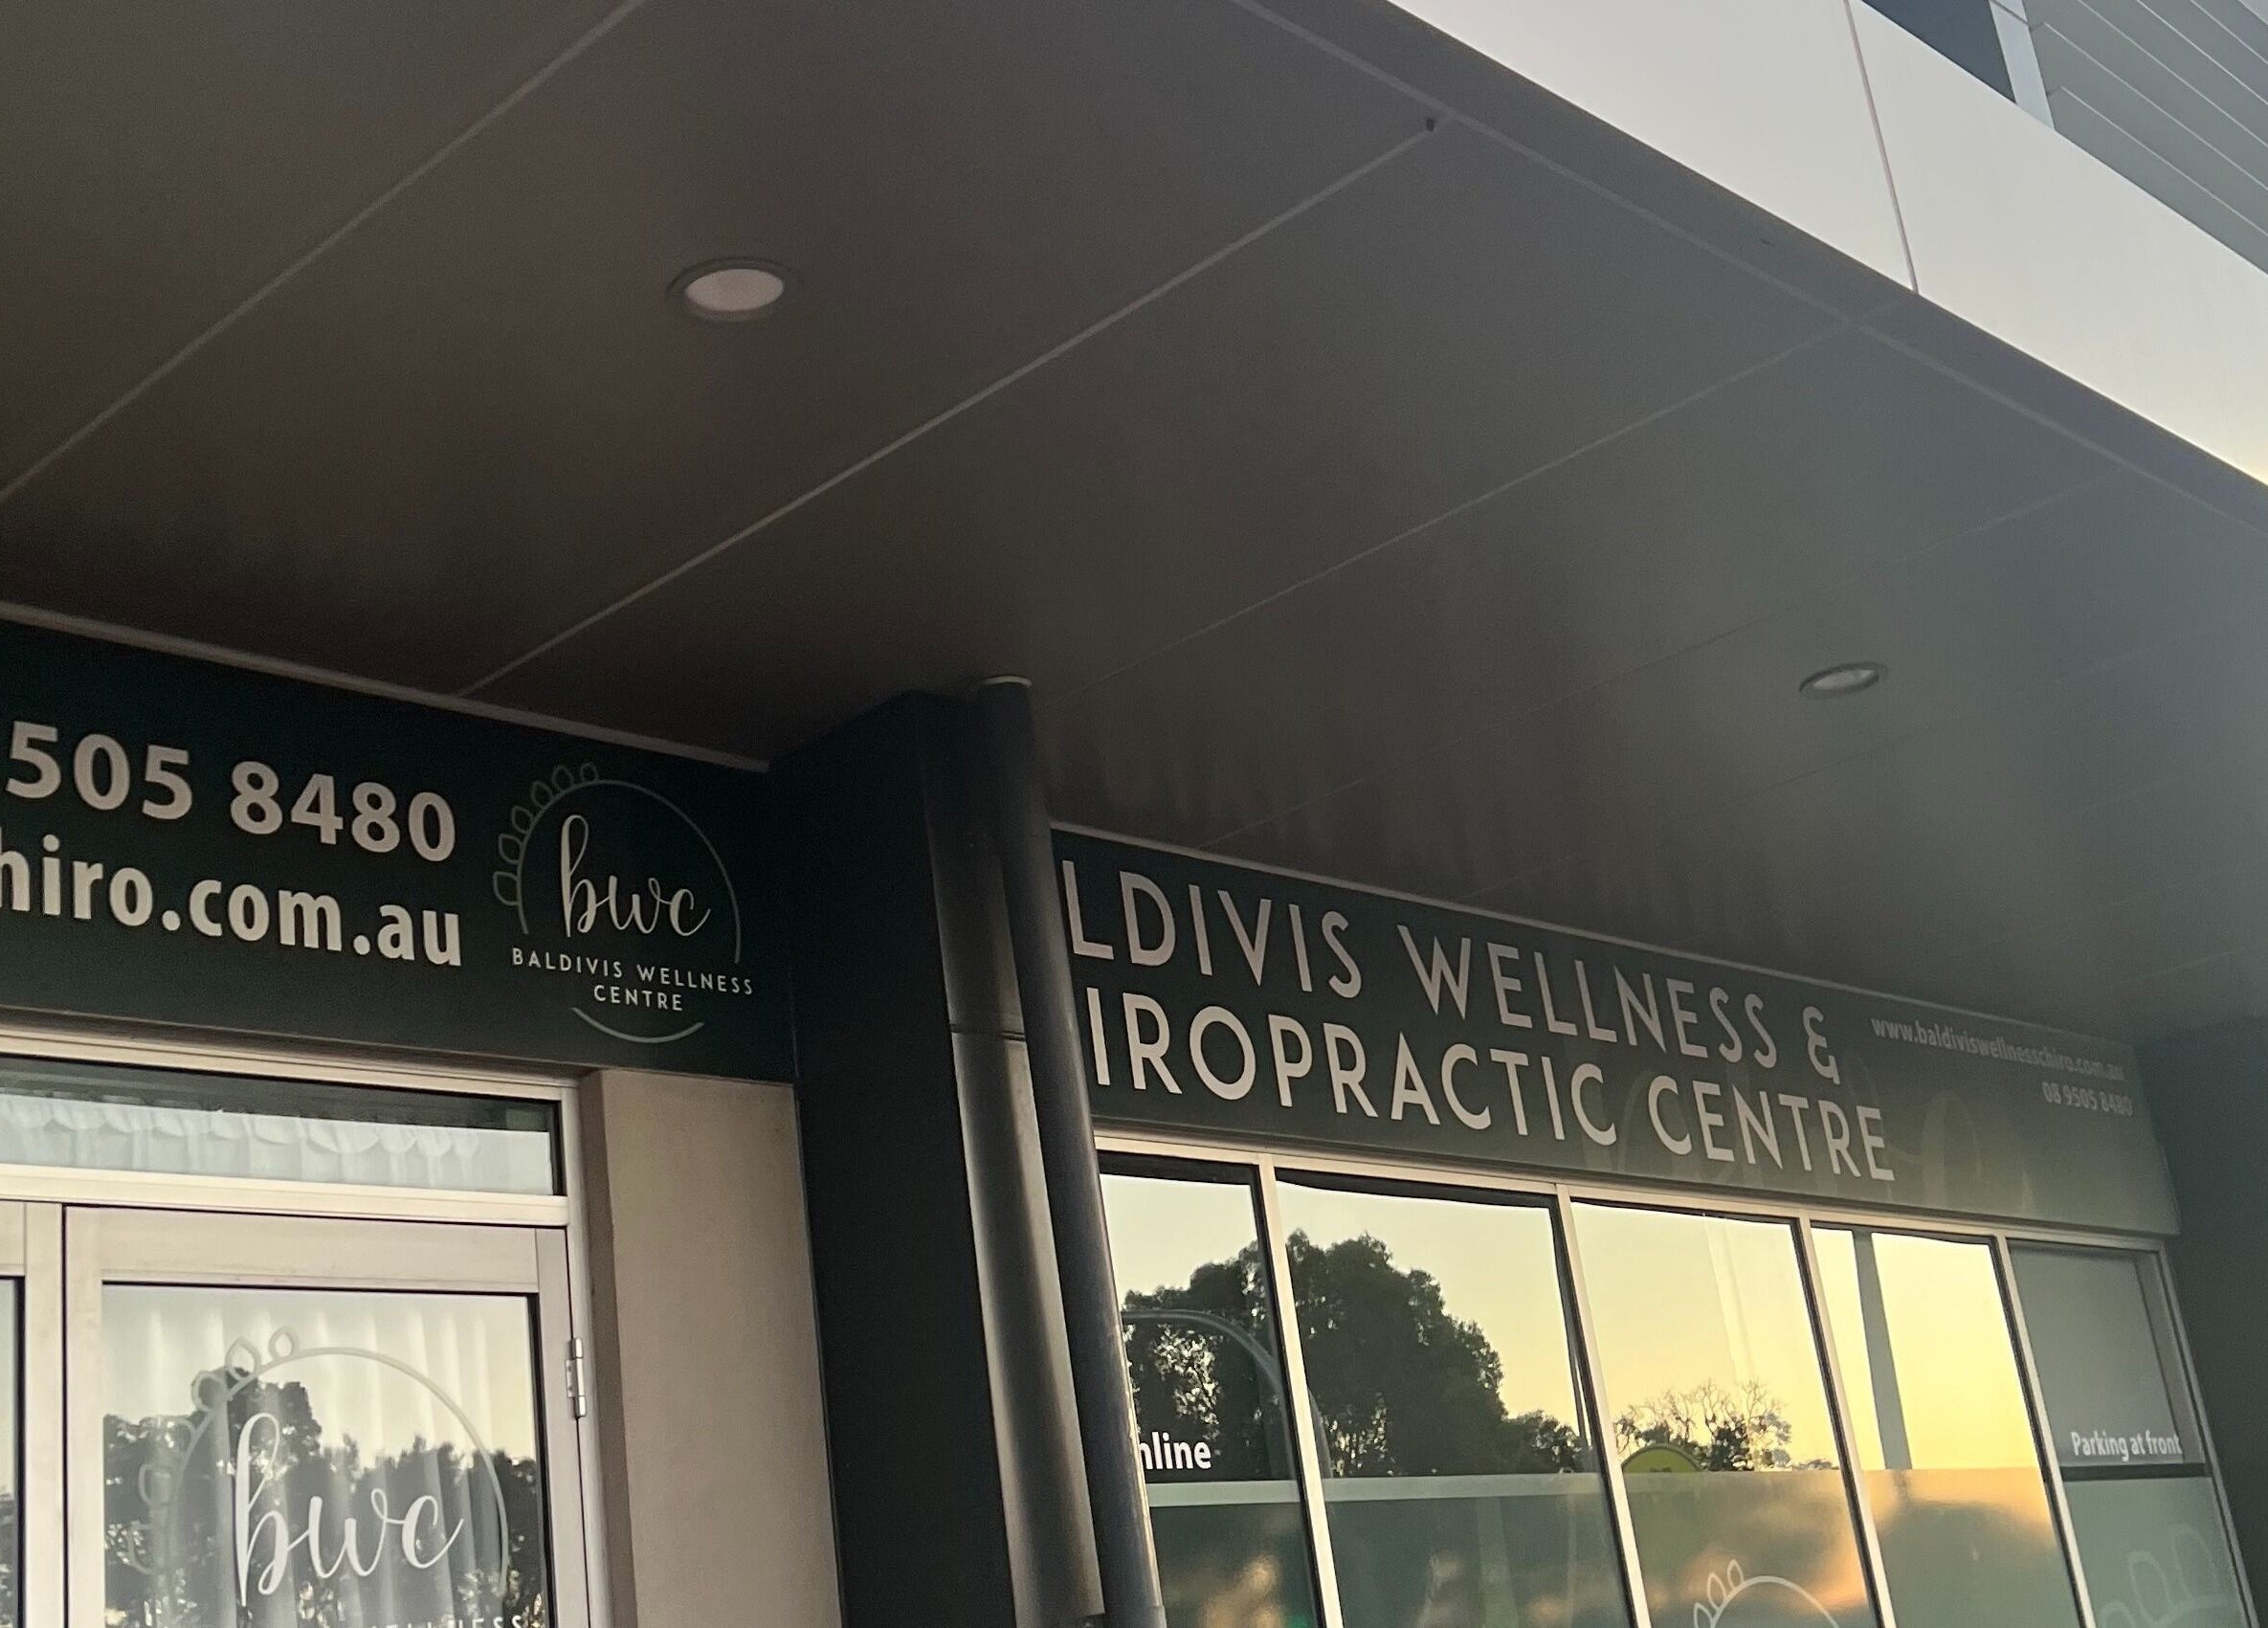 505 8480
hiro.com.au
bwc
BALDIVIS WELLNESS
CENTRE
LDIVIS WELLNESS &
IROPRACTIC CENTRE
www.baldiviswellnesschiro.com.au
08 9505 8480
nline
Parking at front
bwc